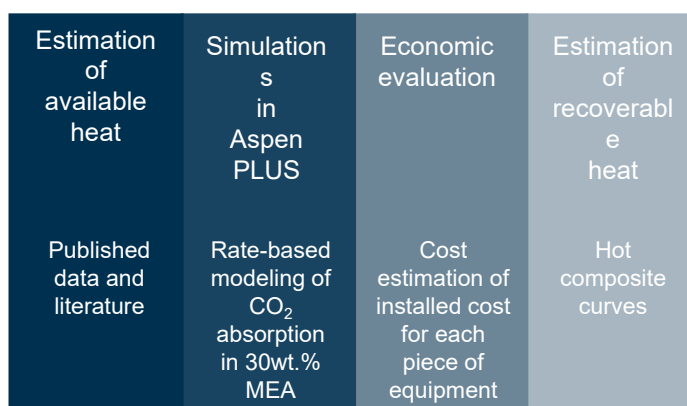 Estimation
of
available
heat
Published
data and
literature
Simulation
s
in
Aspen
PLUS
Rate-based
modeling of
CO₂
absorption
in 30wt.%
MEA
Economic
evaluation
Cost
estimation of
installed cost
for each
piece of
equipment
Estimation
of
recoverabl
e
heat
Hot
composite
curves